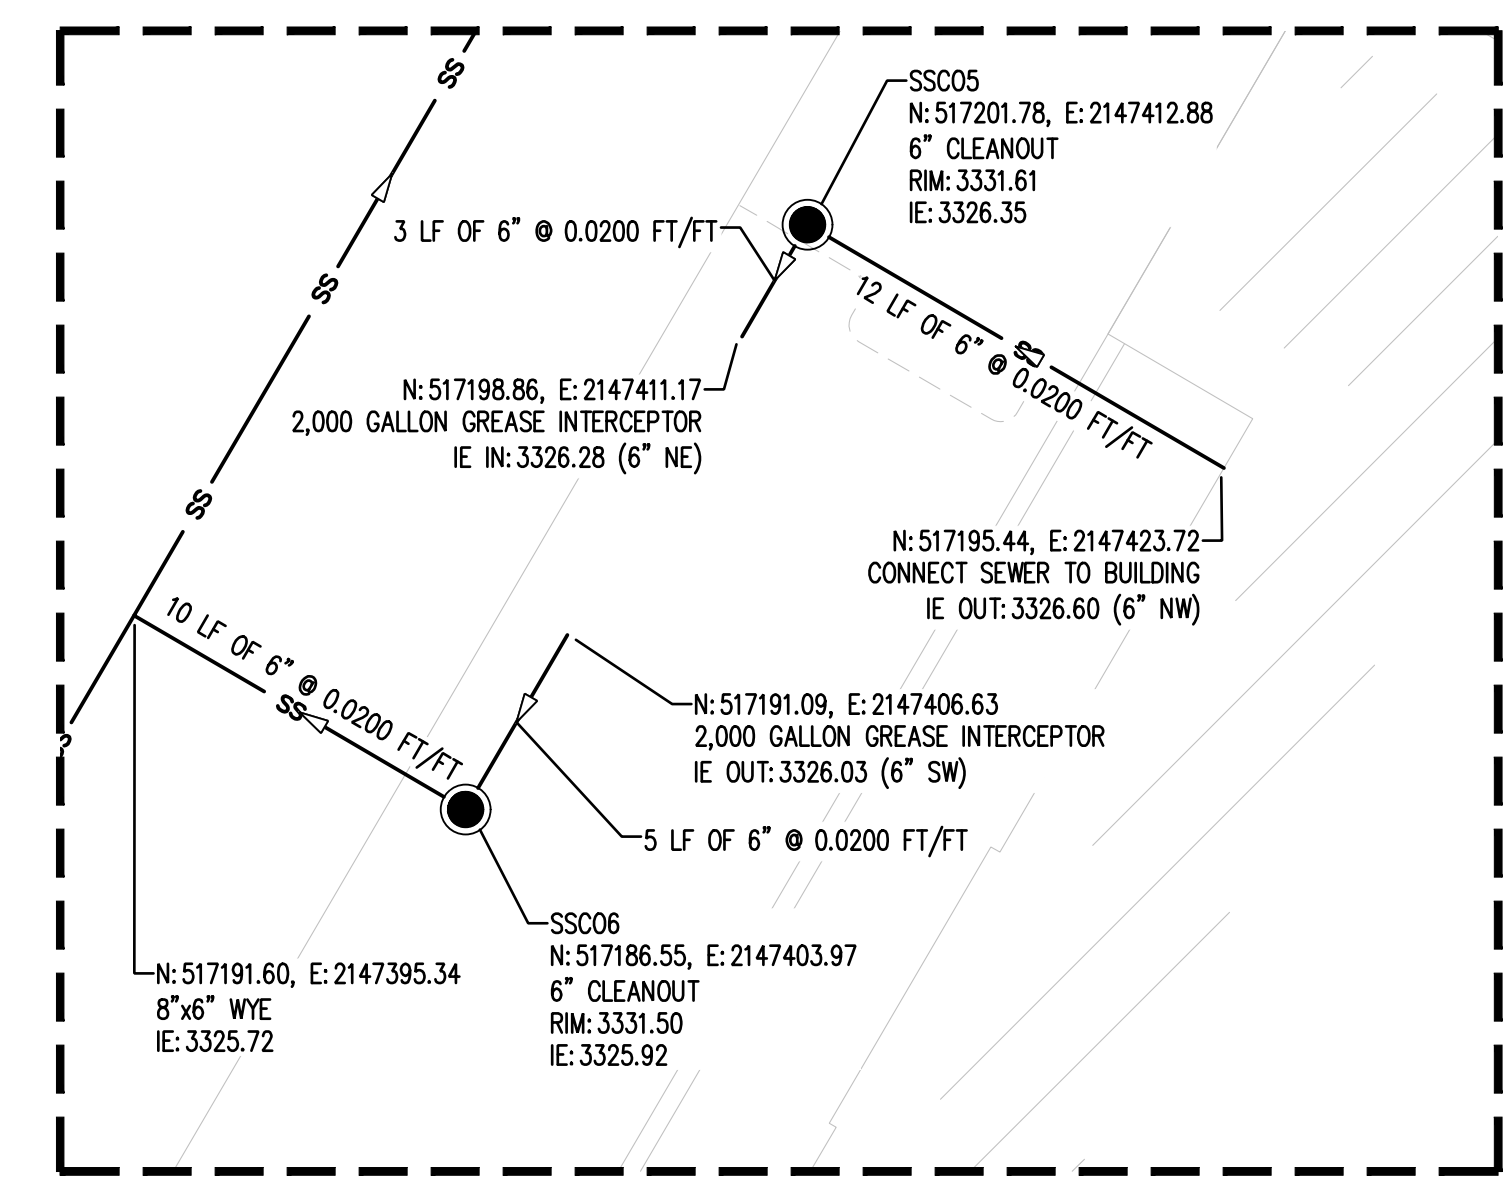 SS
SSCO5
N: 517201.78, E: 2147412.88
6" CLEANOUT
RIM: 3331.61
IE: 3326.35
3 LF OF 6" @ 0.0200 FT/FT
SS
12 LF OF 6" @ 0.0200 FT/FT
N: 517198.86, E: 2147411.17
2,000 GALLON GREASE INTERCEPTOR
IE IN: 3326.28 (6" NE)
SS
N: 517195.44, E: 2147423.72
CONNECT SEWER TO BUILDING
IE OUT: 3326.60 (6" NW)
10 LF OF 6" @ 0.0200 FT/FT
SS
N: 517191.09, E: 2147406.63
2,000 GALLON GREASE INTERCEPTOR
IE OUT: 3326.03 (6" SW)
5 LF OF 6" @ 0.0200 FT/FT
SSCO6
N: 517186.55, E: 2147403.97
6" CLEANOUT
RIM: 3331.50
IE: 3325.92
N: 517191.60, E: 2147395.34
8"x6" WYE
IE: 3325.72